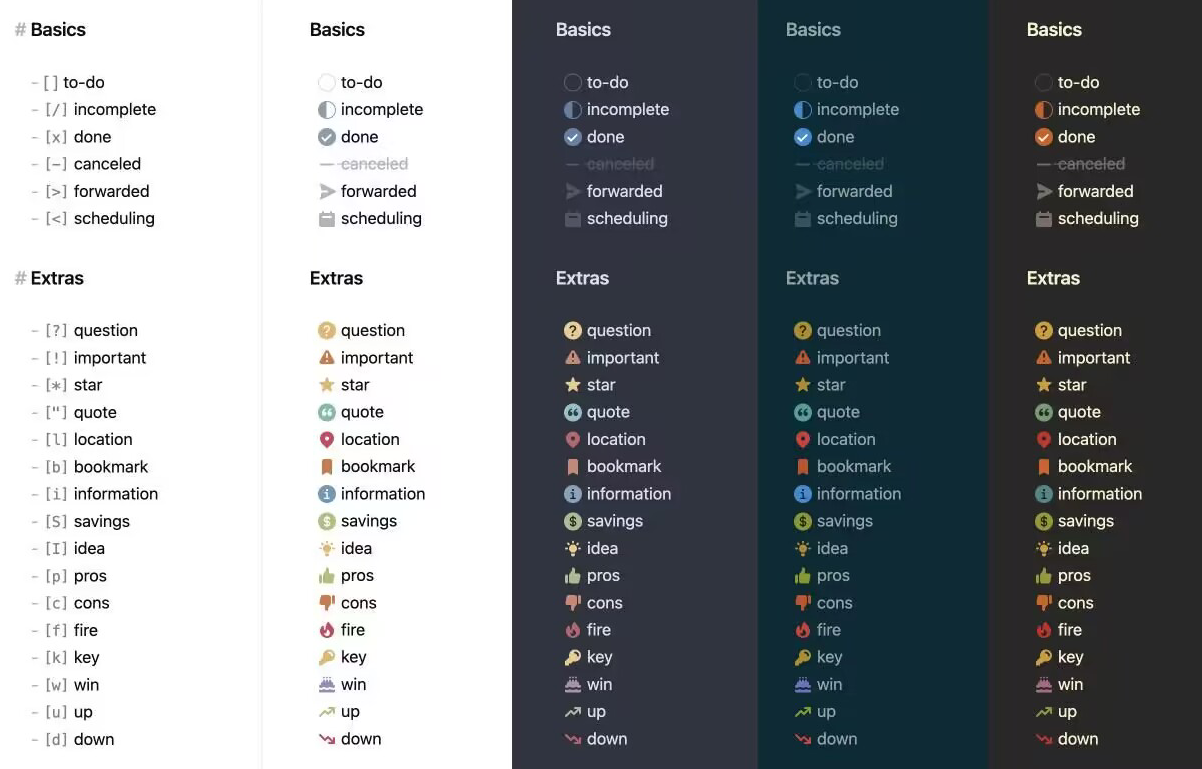 # Basics
- [ ] to-do
- [/] incomplete
- [x] done
- [-] canceled
- [>] forwarded
- [<] scheduling
# Extras
- [?] question
- [!] important
- [*] star
- ["] quote
- [l] location
- [b] bookmark
- [i] information
- [S] savings
- [I] idea
- [p] pros
- [c] cons
- [f] fire
- [k] key
- [w] win
- [u] up
- [d] down
Basics
to-do
incomplete
done
canceled
forwarded
scheduling
Extras
question
important
star
quote
location
bookmark
information
savings
idea
pros
cons
fire
key
win
up
down
Basics
to-do
incomplete
done
canceled
forwarded
scheduling
Extras
question
important
star
quote
location
bookmark
information
savings
idea
pros
cons
fire
key
win
up
down
Basics
to-do
incomplete
done
canceled
forwarded
scheduling
Extras
question
important
star
quote
location
bookmark
information
savings
idea
pros
cons
fire
key
win
up
down
Basics
to-do
incomplete
done
canceled
forwarded
scheduling
Extras
question
important
star
quote
location
bookmark
information
savings
idea
pros
cons
fire
key
win
up
down